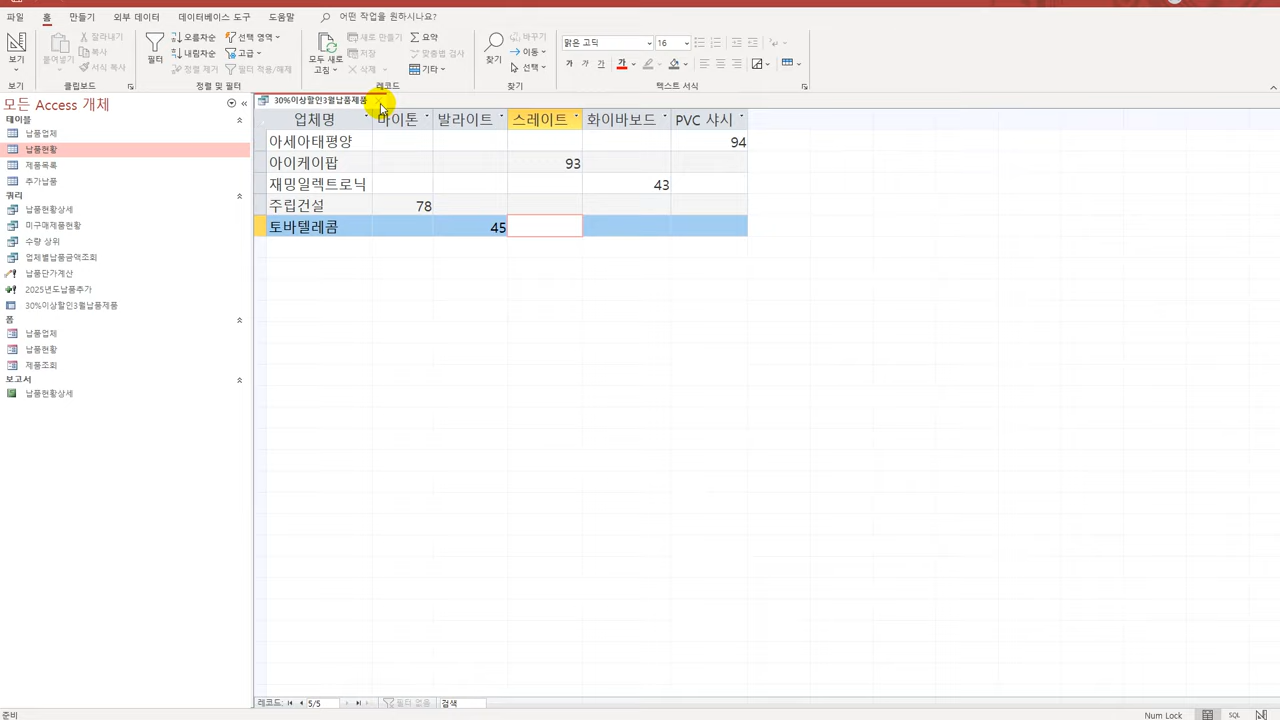 파일 홈 만들기 외부 데이터 데이터베이스 도구 도움말 어떤 작업을 원하시나요?
보기 붙여넣기 잘라내기 복사 서식 복사
필터 오름차순 내림차순 정렬 제거 선택 영역 고급 필터 적용/해제
모두 새로 고침 새로 만들기 저장 삭제 요약 맞춤법 검사 기타
찾기 바꾸기 이동 선택
맑은 고딕 16
가 가 가 가
보기 클립보드 정렬 및 필터 레코드 찾기 텍스트 서식
모든 Access 개체
테이블
납품업체
납품현황
제품목록
추가납품
쿼리
납품현황상세
미구매제품현황
수량 상위
업체별납품금액조회
납품단가계산
2025년도납품추가
30%이상할인3월납품제품
폼
납품업체
납품현황
제품조회
보고서
납품현황상세
30%이상할인3월납품제품
업체명 마이톤 발라이트 스레이트 화이바보드 PVC 샤시
아세아태평양 94
아이케이팝 93
재밍일렉트로닉 43
주립건설 78
토바텔레콤 45
레코드: 5/5 필터 없음 검색
준비 Num Lock SQL